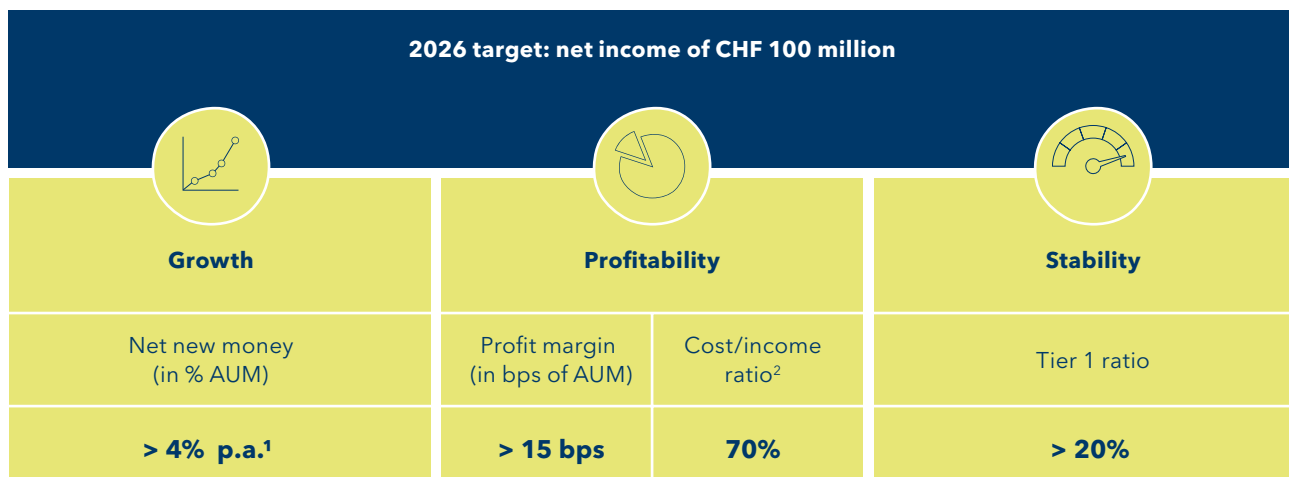 2026 target: net income of CHF 100 million
Growth
Profitability
Stability
Net new money
(in % AUM)
Profit margin
(in bps of AUM)
Cost/income
ratio²
Tier 1 ratio
> 4% p.a.¹
> 15 bps
70%
> 20%